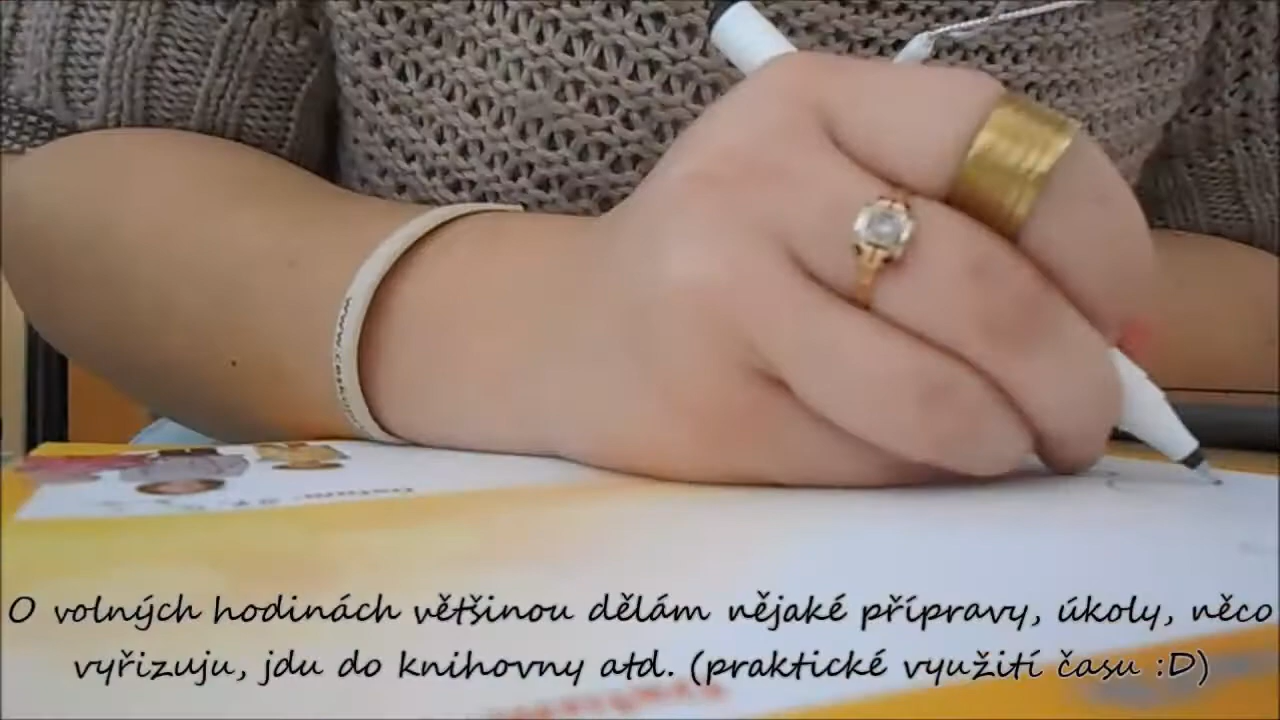 O volných hodinách většinou dělám nějaké přípravy, úkoly, něco
vyřizuju, jdu do knihovny atd. (praktické využití času :D)